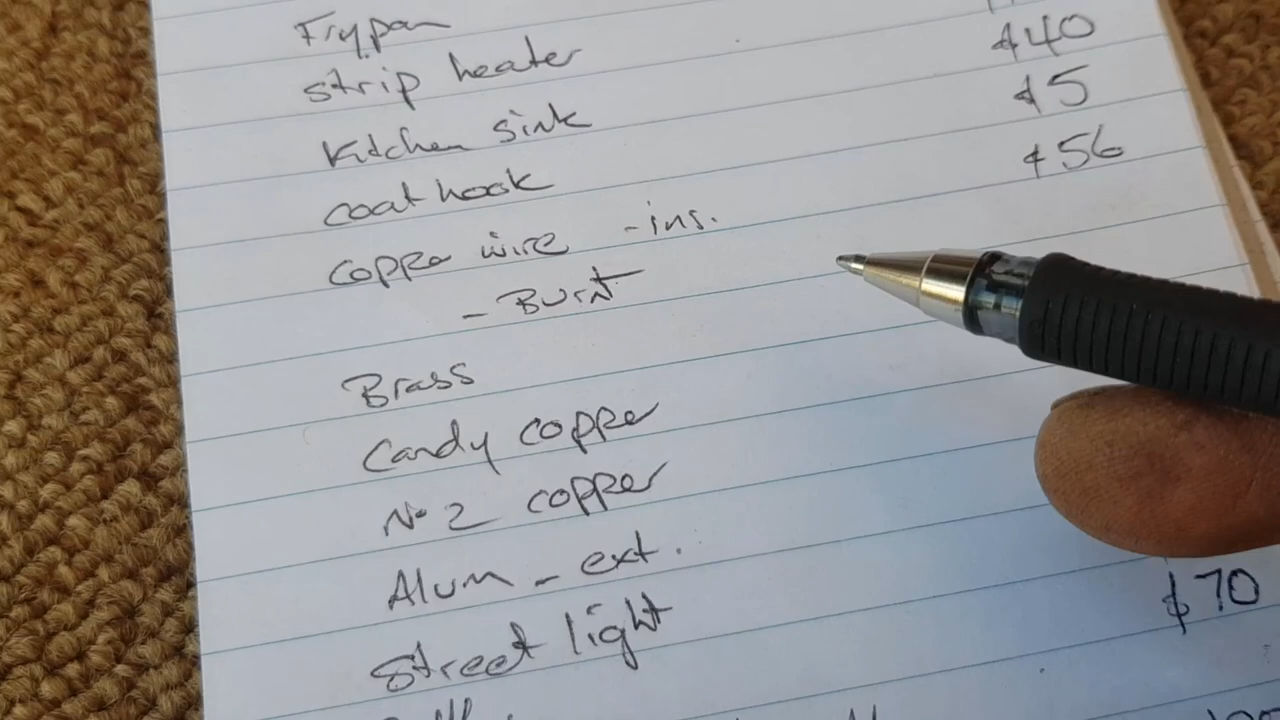 Frypan
strip heater
Kitchen sink $40
coat hook $5
copper wire - ins. $56
- Burnt
Brass
Candy copper
No 2 copper
Alum - ext.
Street light
$70